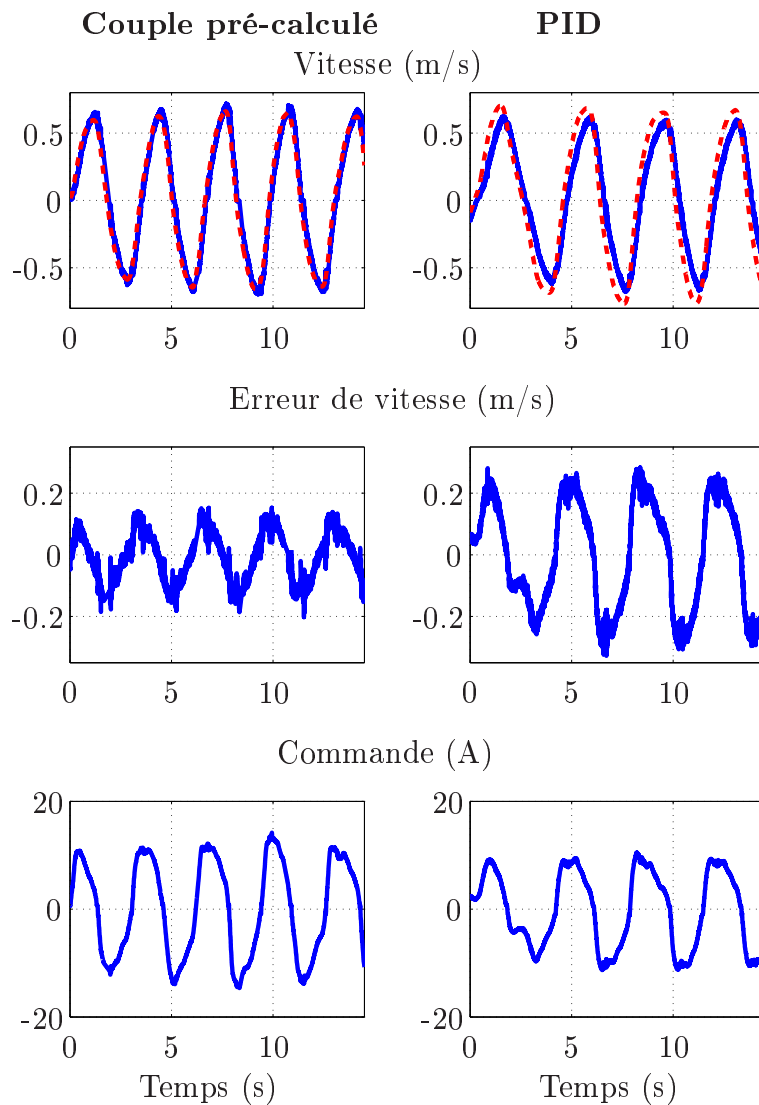 Couple pré-calculé PID
Vitesse (m/s)
0.5 0.5
0 0
-0.5 -0.5
0 5 10 0 5 10
Erreur de vitesse (m/s)
0.2 0.2
0 0
-0.2 -0.2
0 5 10 0 5 10
Commande (A)
20 20
0 0
-20 -20
0 5 10 0 5 10
Temps (s) Temps (s)